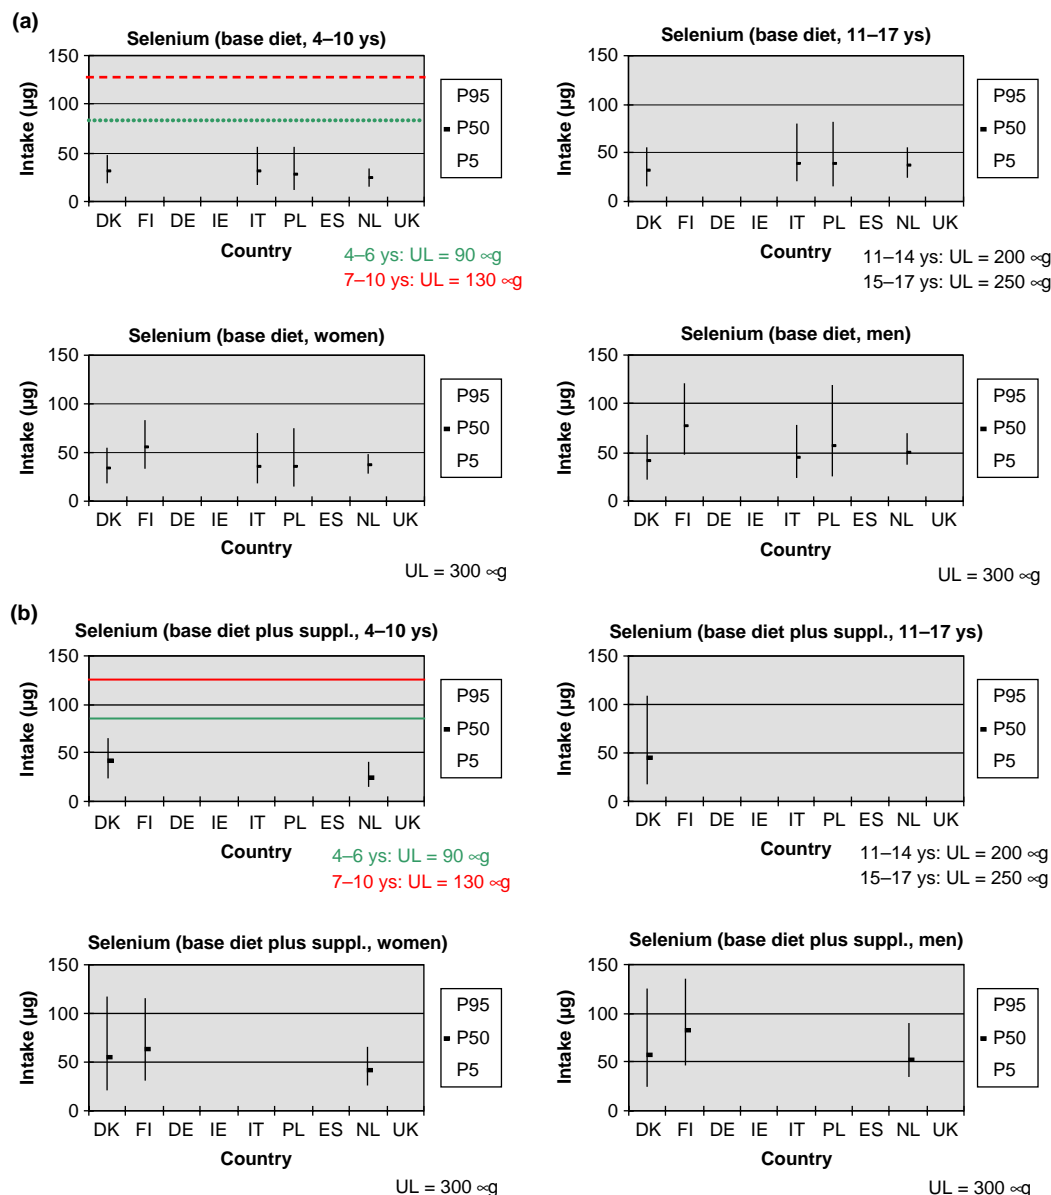 (a)
Selenium (base diet, 4–10 ys)
150
100
50
0
Intake (µg)
DK FI DE IE IT PL ES NL UK
Country
P95
P50
P5
4–6 ys: UL = 90 ∝g
7–10 ys: UL = 130 ∝g
Selenium (base diet, 11–17 ys)
150
100
50
0
Intake (µg)
DK FI DE IE IT PL ES NL UK
Country
P95
P50
P5
11–14 ys: UL = 200 ∝g
15–17 ys: UL = 250 ∝g
Selenium (base diet, women)
150
100
50
0
Intake (µg)
DK FI DE IE IT PL ES NL UK
Country
P95
P50
P5
UL = 300 ∝g
Selenium (base diet, men)
150
100
50
0
Intake (µg)
DK FI DE IE IT PL ES NL UK
Country
P95
P50
P5
UL = 300 ∝g
(b)
Selenium (base diet plus suppl., 4–10 ys)
150
100
50
0
Intake (µg)
DK FI DE IE IT PL ES NL UK
Country
P95
P50
P5
4–6 ys: UL = 90 ∝g
7–10 ys: UL = 130 ∝g
Selenium (base diet plus suppl., 11–17 ys)
150
100
50
0
Intake (µg)
DK FI DE IE IT PL ES NL UK
Country
P95
P50
P5
11–14 ys: UL = 200 ∝g
15–17 ys: UL = 250 ∝g
Selenium (base diet plus suppl., women)
150
100
50
0
Intake (µg)
DK FI DE IE IT PL ES NL UK
Country
P95
P50
P5
UL = 300 ∝g
Selenium (base diet plus suppl., men)
150
100
50
0
Intake (µg)
DK FI DE IE IT PL ES NL UK
Country
P95
P50
P5
UL = 300 ∝g